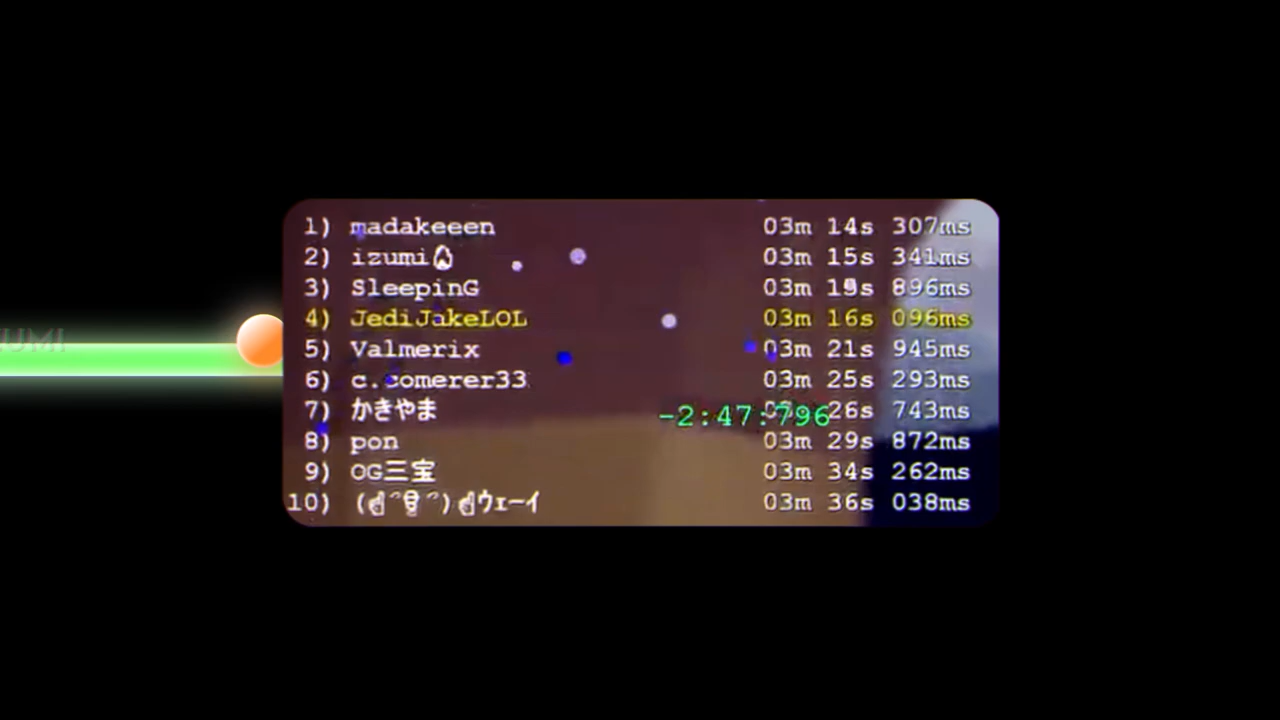 1) madakeeen 03m 14s 307ms
2) izumi 03m 15s 341ms
3) SleepinG 03m 896ms
UMI
4) JediJakeLOL 03m 16s 096ms
5) Valmerix 03m 21s 945ms
6) c.comerer33 03m 25s 293ms
7) かきやま 26s 743ms
-2:47:796
8) pon 03m 29s 872ms
9) OG三宝 03m 34s 262ms
10) ウェーイ 03m 36s 038ms